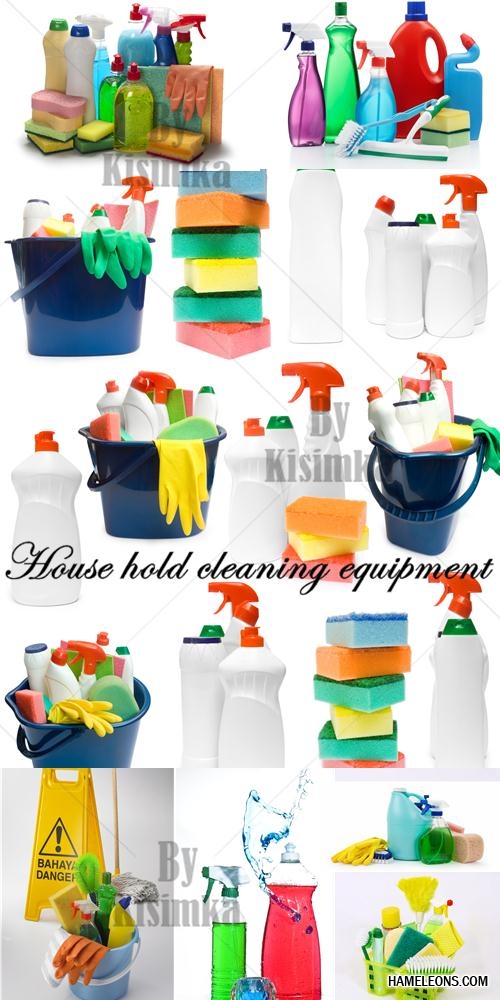 By
Kisimka
By
Kisimka
House hold cleaning equipment
BAHAYA
DANGER
By
Kisimka
HAMELEONS.COM